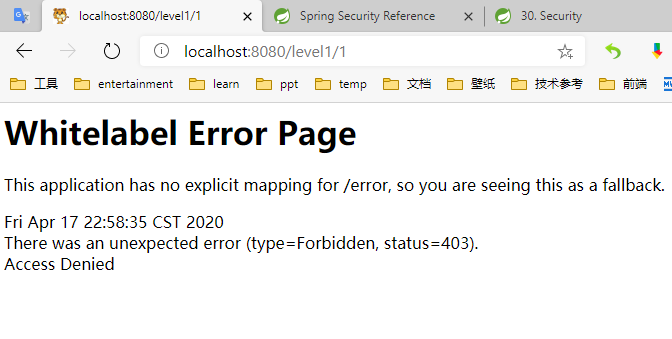 localhost:8080/level1/1
Spring Security Reference
30. Security
localhost:8080/level1/1
工具 entertainment learn ppt temp 文档 壁纸 技术参考 前端
Whitelabel Error Page
This application has no explicit mapping for /error, so you are seeing this as a fallback.
Fri Apr 17 22:58:35 CST 2020
There was an unexpected error (type=Forbidden, status=403).
Access Denied